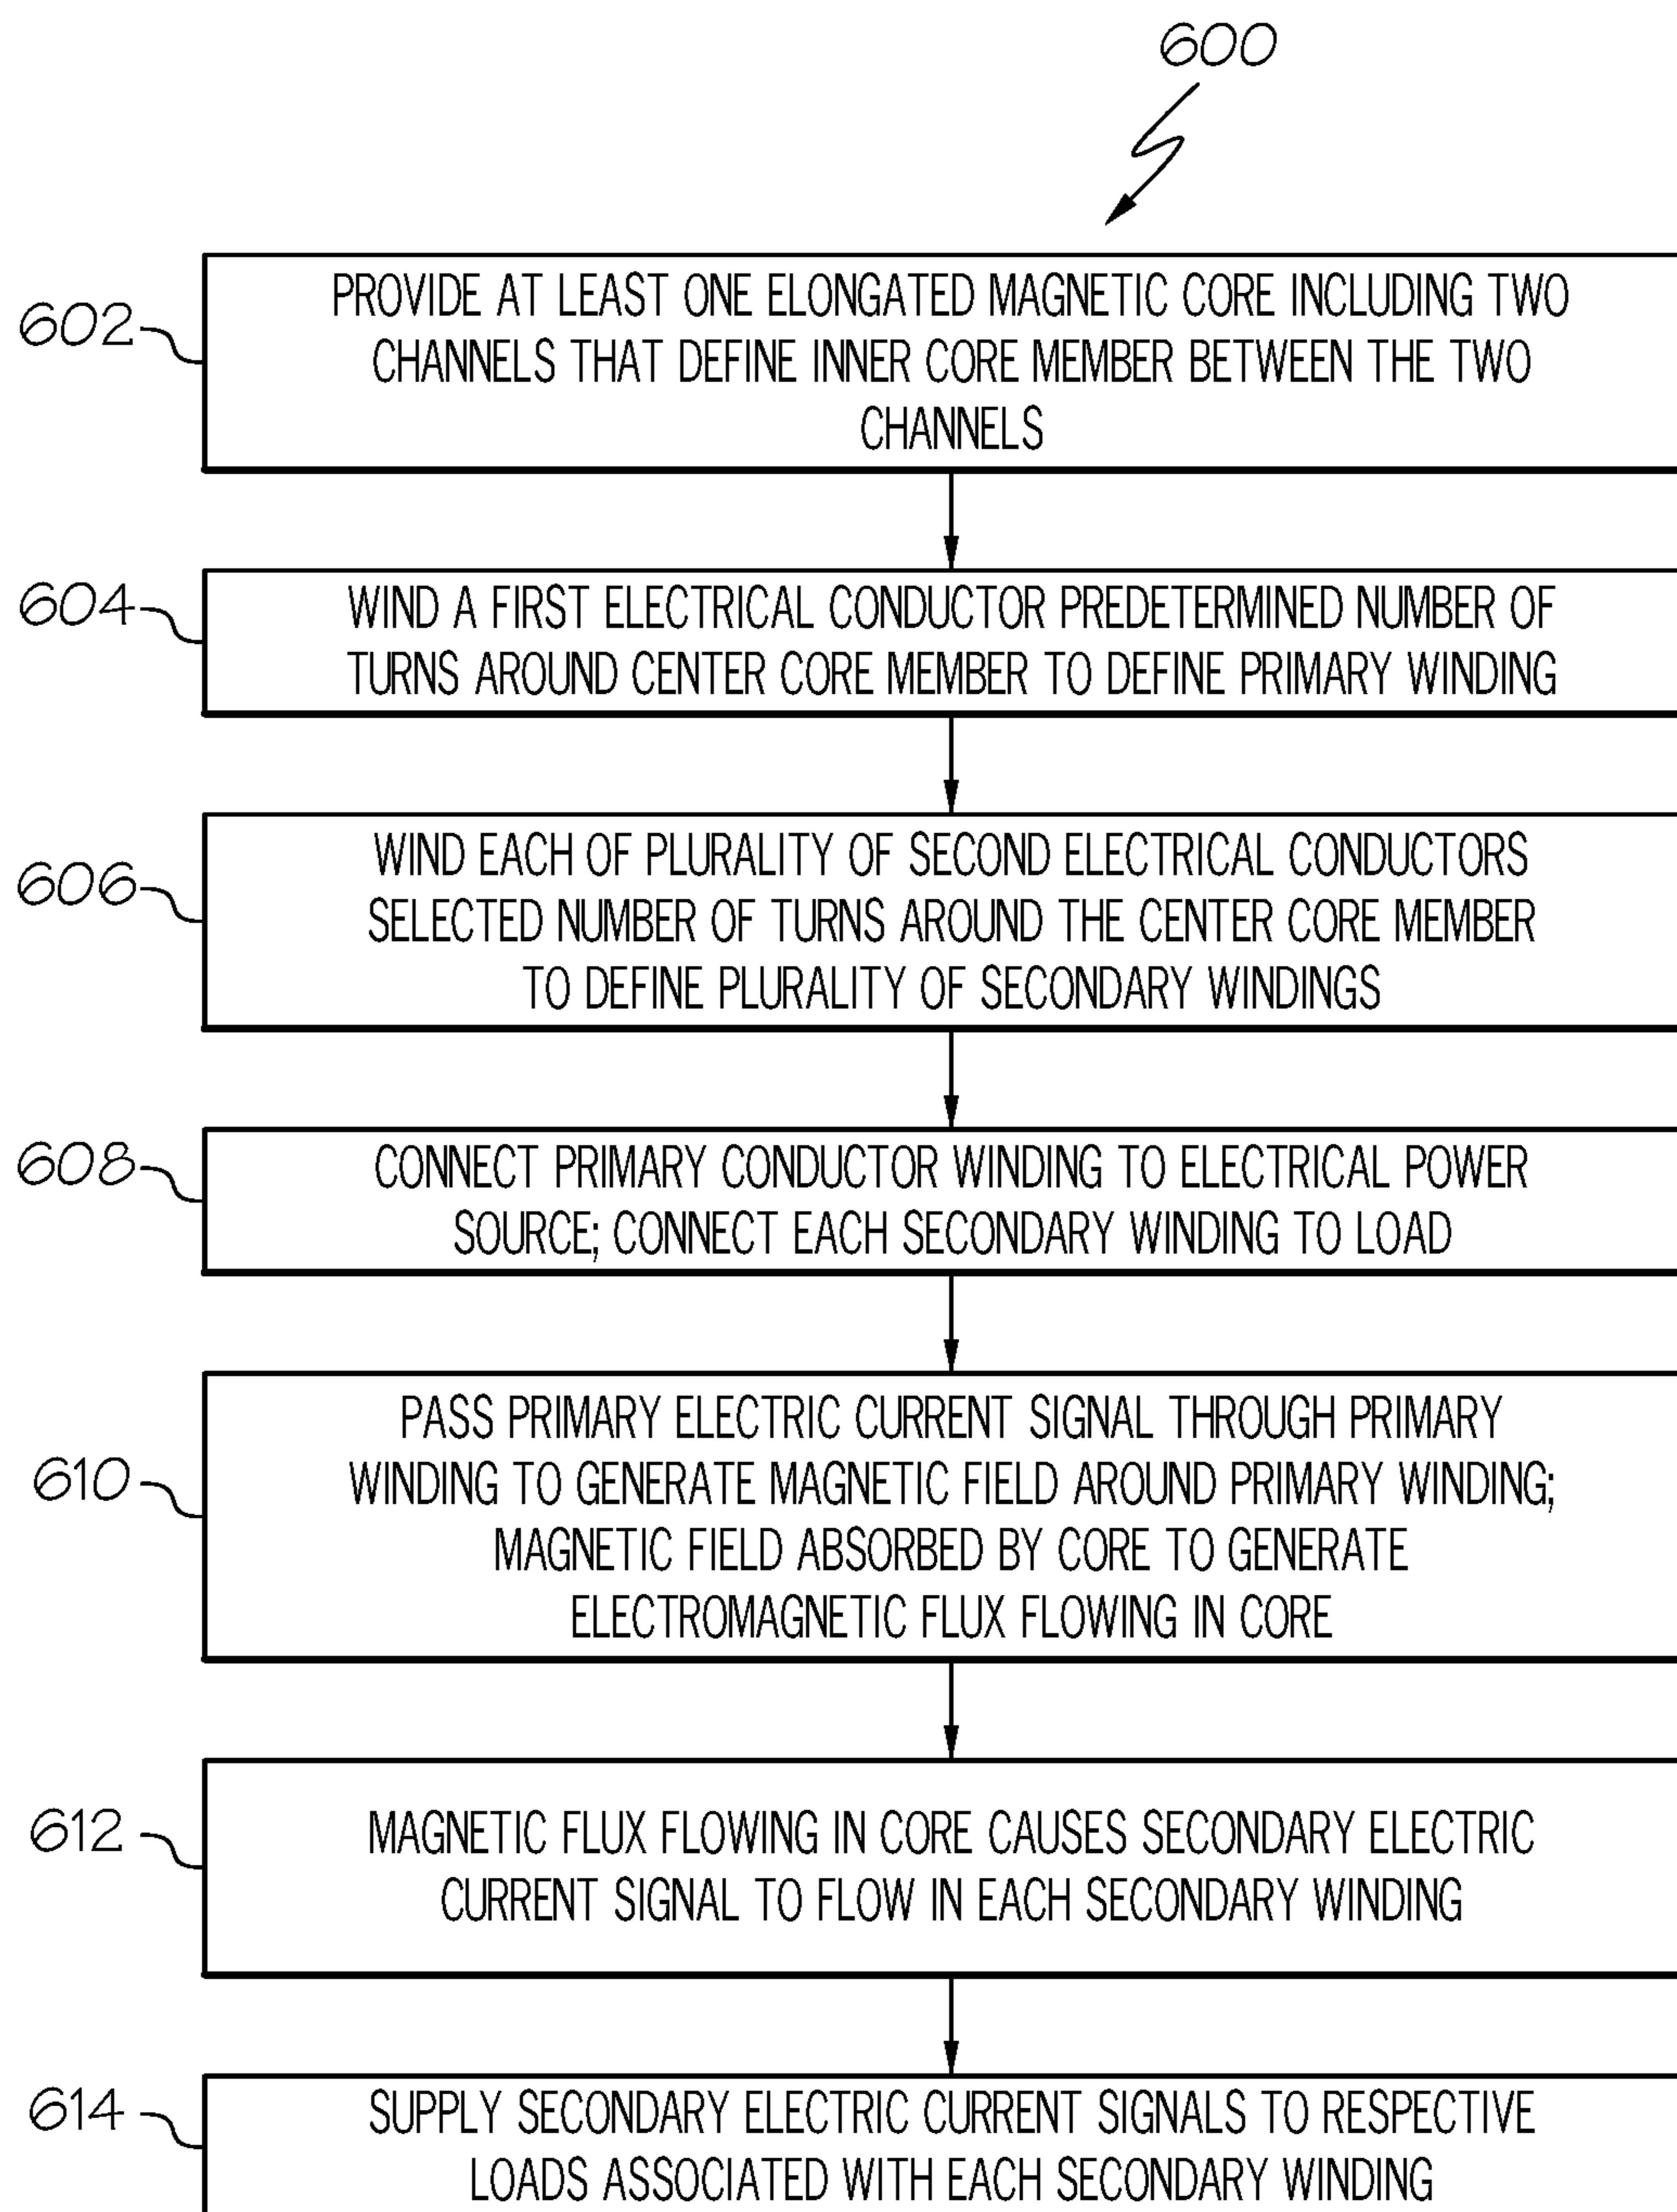 600
602
PROVIDE AT LEAST ONE ELONGATED MAGNETIC CORE INCLUDING TWO
CHANNELS THAT DEFINE INNER CORE MEMBER BETWEEN THE TWO
CHANNELS
604
WIND A FIRST ELECTRICAL CONDUCTOR PREDETERMINED NUMBER OF
TURNS AROUND CENTER CORE MEMBER TO DEFINE PRIMARY WINDING
606
WIND EACH OF PLURALITY OF SECOND ELECTRICAL CONDUCTORS
SELECTED NUMBER OF TURNS AROUND THE CENTER CORE MEMBER
TO DEFINE PLURALITY OF SECONDARY WINDINGS
608
CONNECT PRIMARY CONDUCTOR WINDING TO ELECTRICAL POWER
SOURCE; CONNECT EACH SECONDARY WINDING TO LOAD
610
PASS PRIMARY ELECTRIC CURRENT SIGNAL THROUGH PRIMARY
WINDING TO GENERATE MAGNETIC FIELD AROUND PRIMARY WINDING;
MAGNETIC FIELD ABSORBED BY CORE TO GENERATE
ELECTROMAGNETIC FLUX FLOWING IN CORE
612
MAGNETIC FLUX FLOWING IN CORE CAUSES SECONDARY ELECTRIC
CURRENT SIGNAL TO FLOW IN EACH SECONDARY WINDING
614
SUPPLY SECONDARY ELECTRIC CURRENT SIGNALS TO RESPECTIVE
LOADS ASSOCIATED WITH EACH SECONDARY WINDING